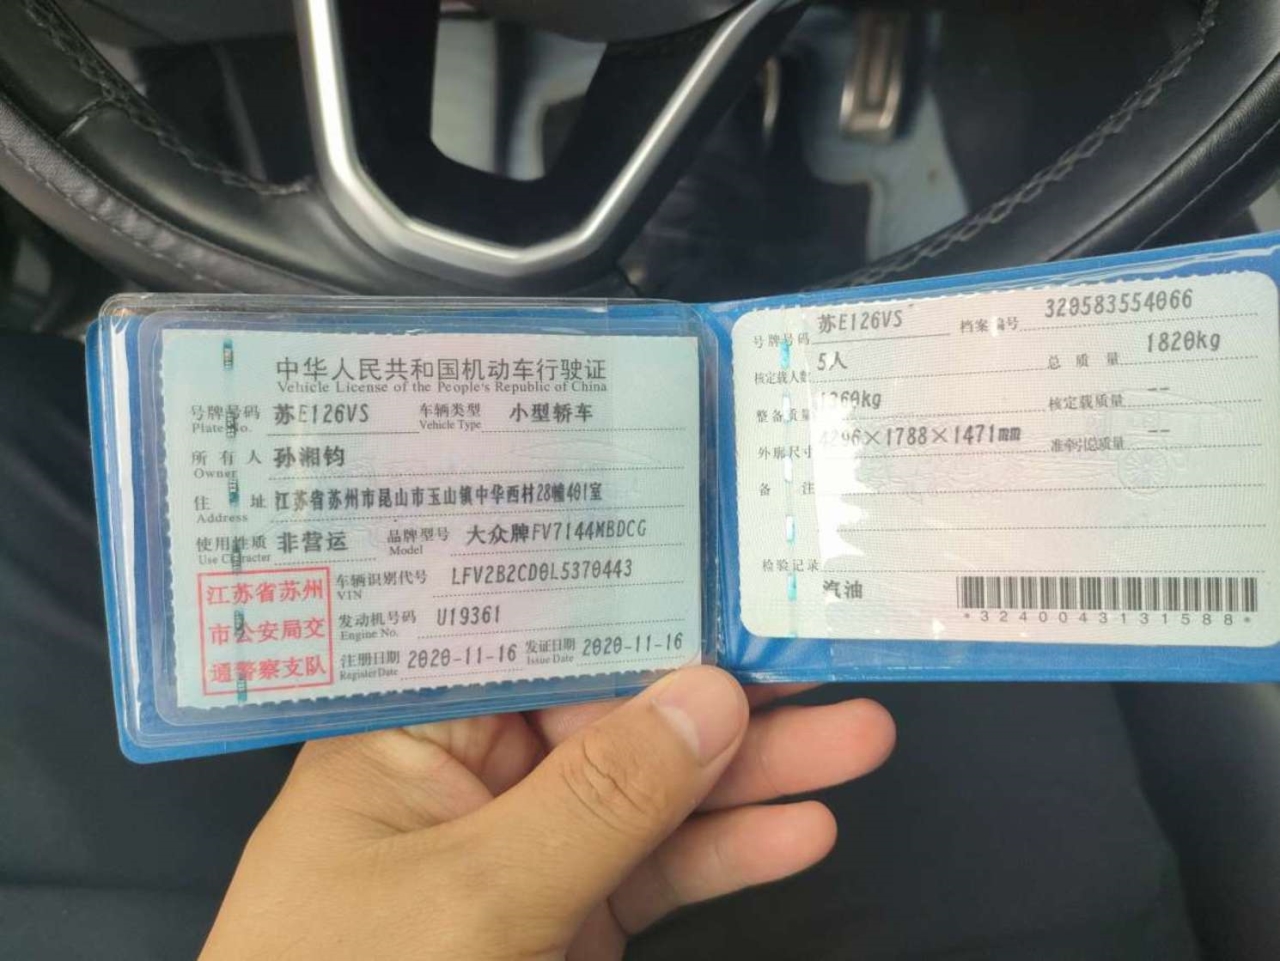 中华人民共和国机动车行驶证
Vehicle License of the People's Republic of China
号牌号码 苏E126VS 车辆类型 小型轿车
Plate No. Vehicle Type
所有人 孙湘钧
Owner
住址 江苏省苏州市昆山市玉山镇中华西村28幢401室
Address
使用性质 非营运 品牌型号 大众牌FV7144MBDCG
Use Character Model
江苏省苏州
市公安局交
通警察支队
车辆识别代号 LFV2B2CD0L5370443
VIN
发动机号码 U19361
Engine No.
注册日期 2020-11-16 发证日期 2020-11-16
Register Date Issue Date
号牌号码 苏E126VS 档案编号 320583554066
核定载人数 5人 总质量 1820kg
整备质量 1360kg 核定载质量 --
外廓尺寸 4296×1788×1471mm 准牵引总质量 --
备注
检验记录
汽油
*3240043131588*